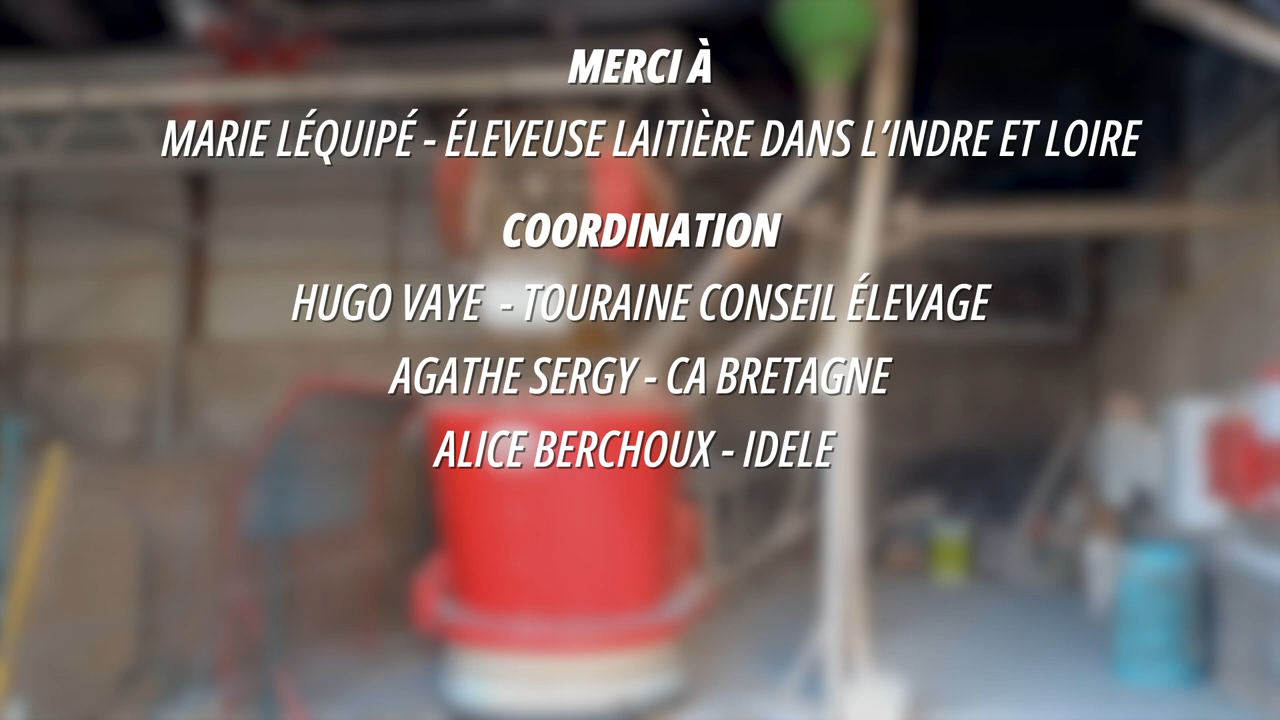 MERCI À
MARIE LÉQUIPÉ - ÉLEVEUSE LAITIÈRE DANS L’INDRE ET LOIRE
COORDINATION
HUGO VAYE - TOURAINE CONSEIL ÉLEVAGE
AGATHE SERGY - CA BRETAGNE
ALICE BERCHOUX - IDELE